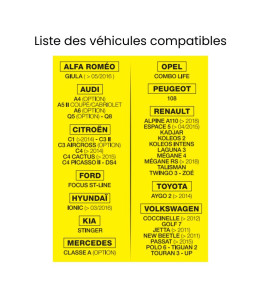 Liste des véhicules compatibles
ALFA ROMÉO
GIULA (> 05/2016)
AUDI
A4 (OPTION)
A5 II COUPÉ/CABRIOLET
A6 (OPTION)
Q5 (OPTION) - Q8
CITROËN
C1 (>2014) - C3 II
C3 AIRCROSS (OPTION)
C4 (> 2014)
C4 CACTUS (> 2015)
C4 PICASSO II - DS4
FORD
FOCUS ST-LINE
HYUNDAÏ
IONIC (> 03/2016)
KIA
STINGER
MERCEDES
CLASSE A (OPTION)
OPEL
COMBO LIFE
PEUGEOT
108
RENAULT
ALPINE A110 (> 2018)
ESPACE 5 (> 04/2015)
KADJAR
KOLEOS 2
KOLEOS INTENS
LAGUNA 3
MÉGANE 4
MÉGANE RS (> 2018)
TALISMAN
TWINGO 3 - ZOÉ
TOYOTA
AYGO 2 (> 2014)
VOLKSWAGEN
COCCINELLE (> 2012)
GOLF 7
JETTA (> 2011)
NEW BEETLE (> 2011)
PASSAT (> 2015)
POLO 6 - TIGUAN 2
TOURAN 3 - UP